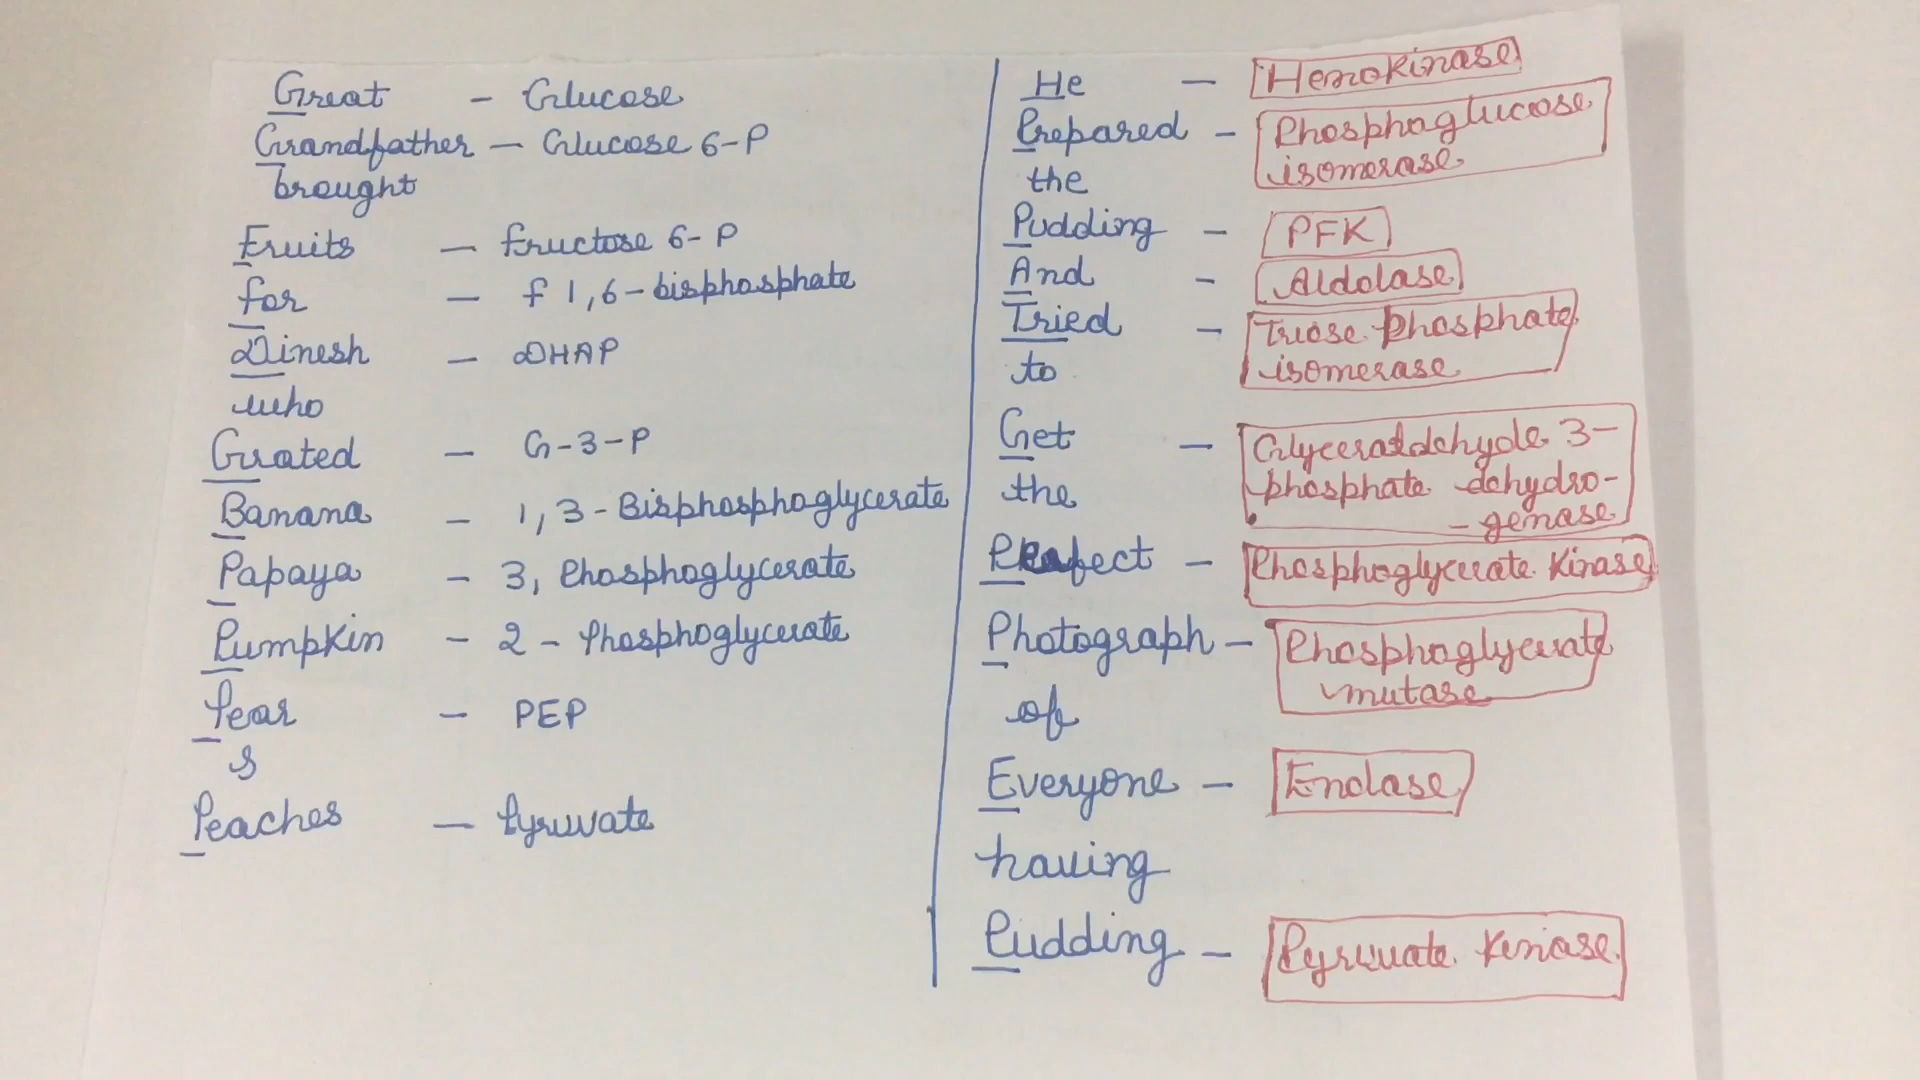 Great - Glucose
Grandfather - Glucose 6-P
brought
Fruits - Fructose 6-P
for - f 1,6-bisphosphate
Dinesh - DHAP
who
Grated - G-3-P
Banana - 1,3-Bisphosphoglycerate
Papaya - 3, Phosphoglycerate
Pumpkin - 2-Phosphoglycerate
Pear - PEP
s
Peaches - Pyruvate
He - Hexokinase
Prepared - Phosphoglucose
isomerase
the
Pudding - PFK
And - Aldolase
Tried - Triose Phosphate
isomerase
to
Get - Glyceraldehyde 3-
phosphate dehydro-
the
- genase
Perfect - Phosphoglycerate Kinase
Photograph - Phosphoglycerate
mutase
of
Everyone - Enolase
having
Pudding - Pyruvate Kinase